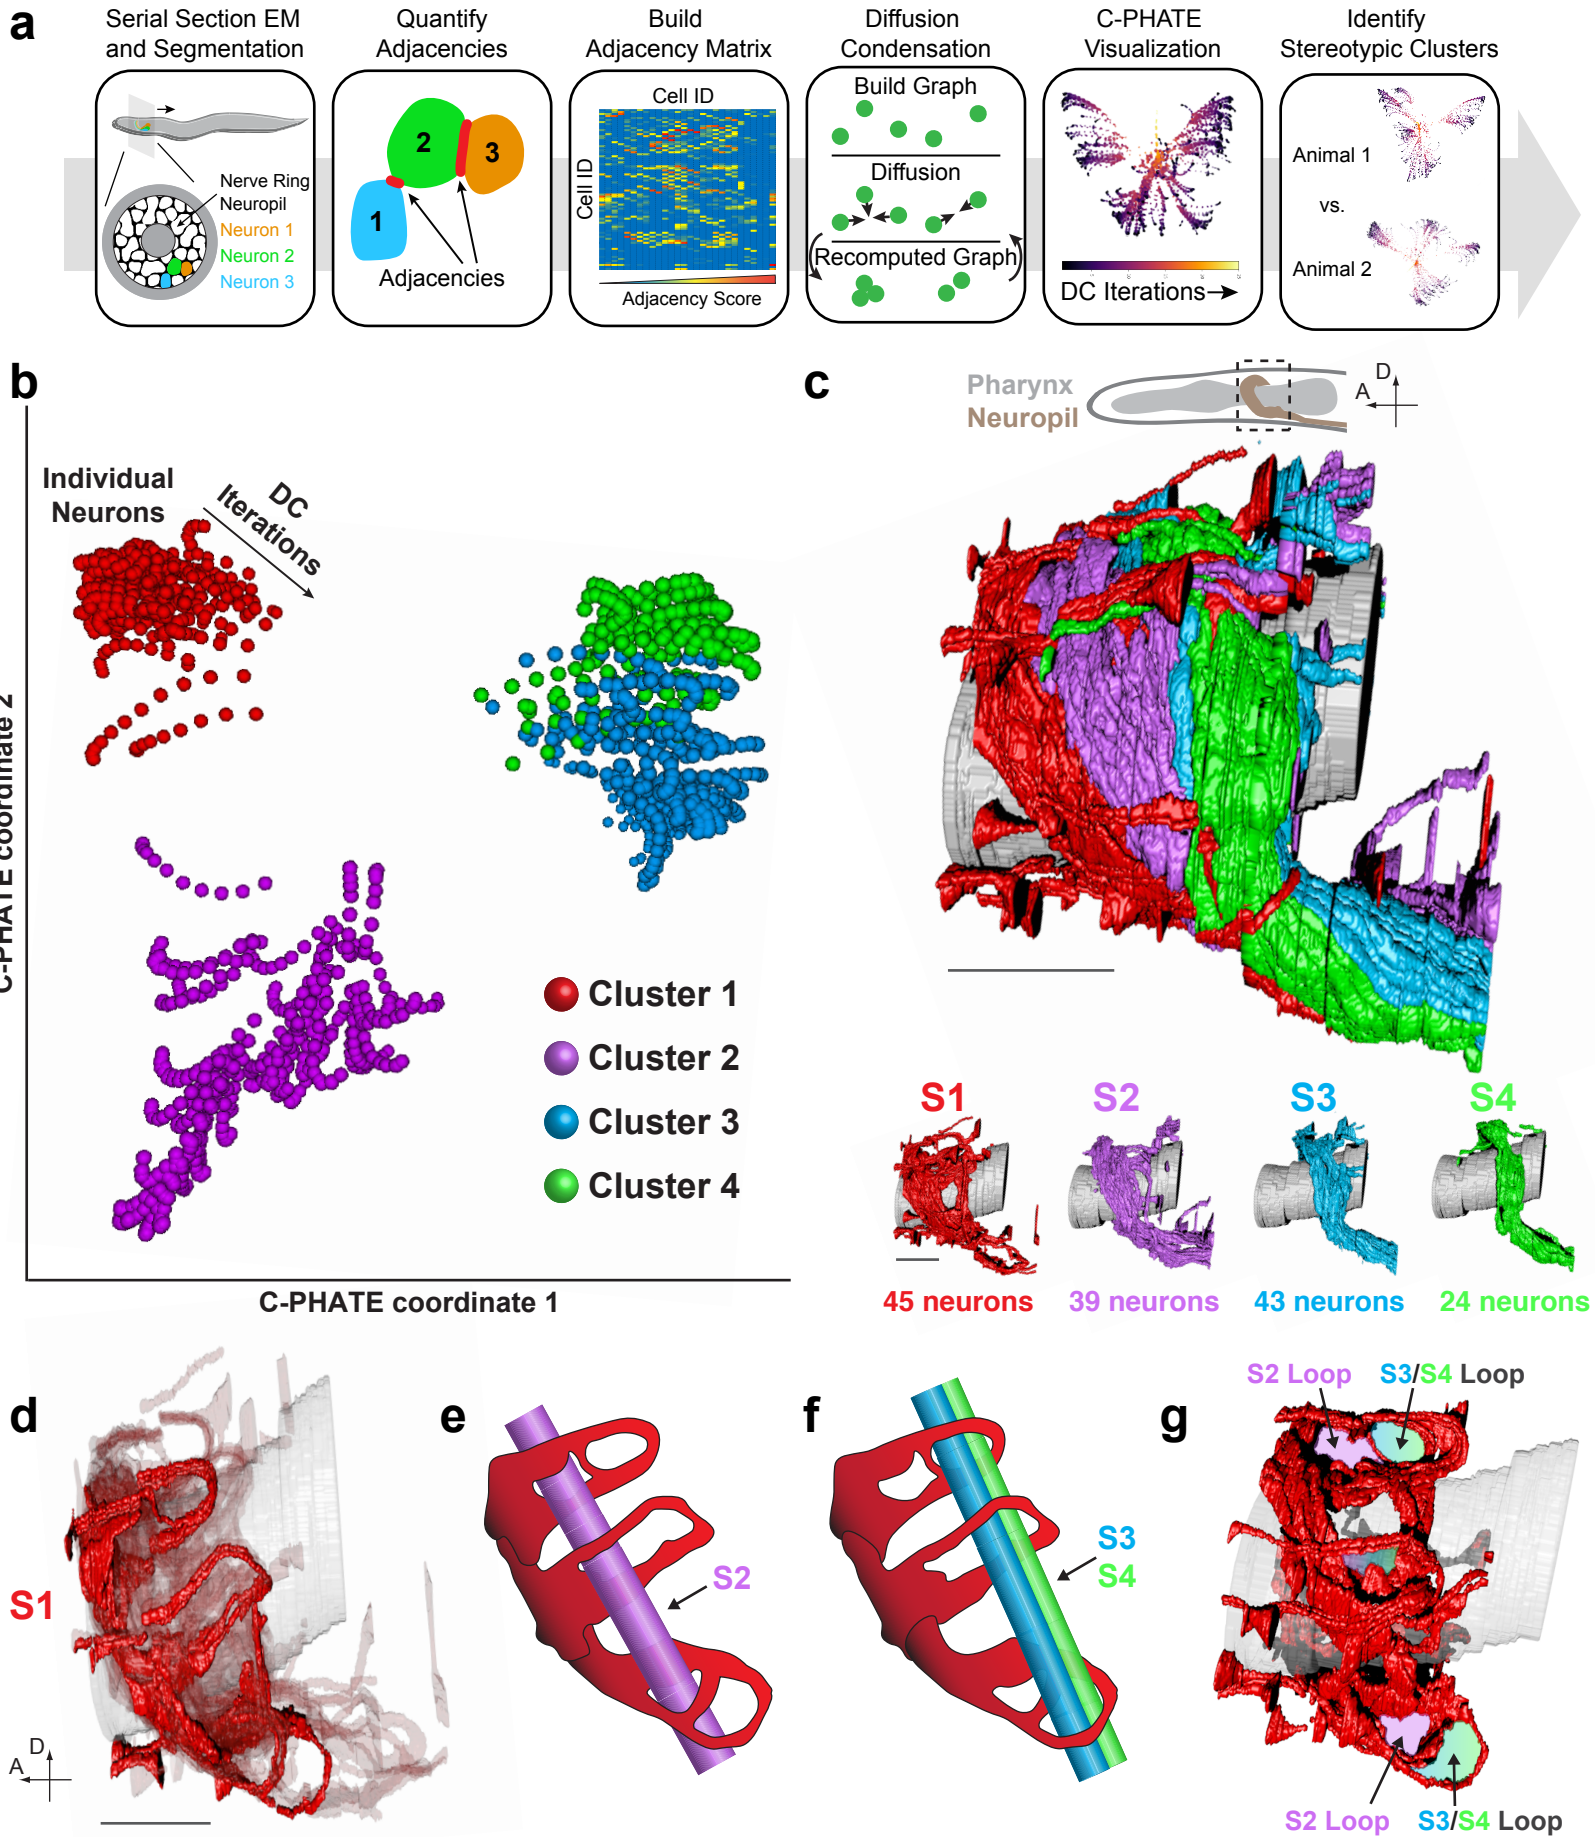 a
Serial Section EM
and Segmentation
Quantify
Adjacencies
Build
Adjacency Matrix
Diffusion
Condensation
C-PHATE
Visualization
Identify
Stereotypic Clusters
Nerve Ring
Neuropil
Neuron 1
Neuron 2
Neuron 3
2
3
1
Adjacencies
Cell ID
Cell ID
Adjacency Score
Build Graph
Diffusion
Recomputed Graph
DC Iterations
Animal 1
vs.
Animal 2
b
Individual
Neurons
DC
Iterations
C-PHATE coordinate 2
Cluster 1
Cluster 2
Cluster 3
Cluster 4
C-PHATE coordinate 1
c
Pharynx
Neuropil
D
A
S1
S2
S3
S4
45 neurons
39 neurons
43 neurons
24 neurons
d
S1
D
A
e
S2
f
S3
S4
g
S2 Loop
S3/S4 Loop
S2 Loop
S3/S4 Loop